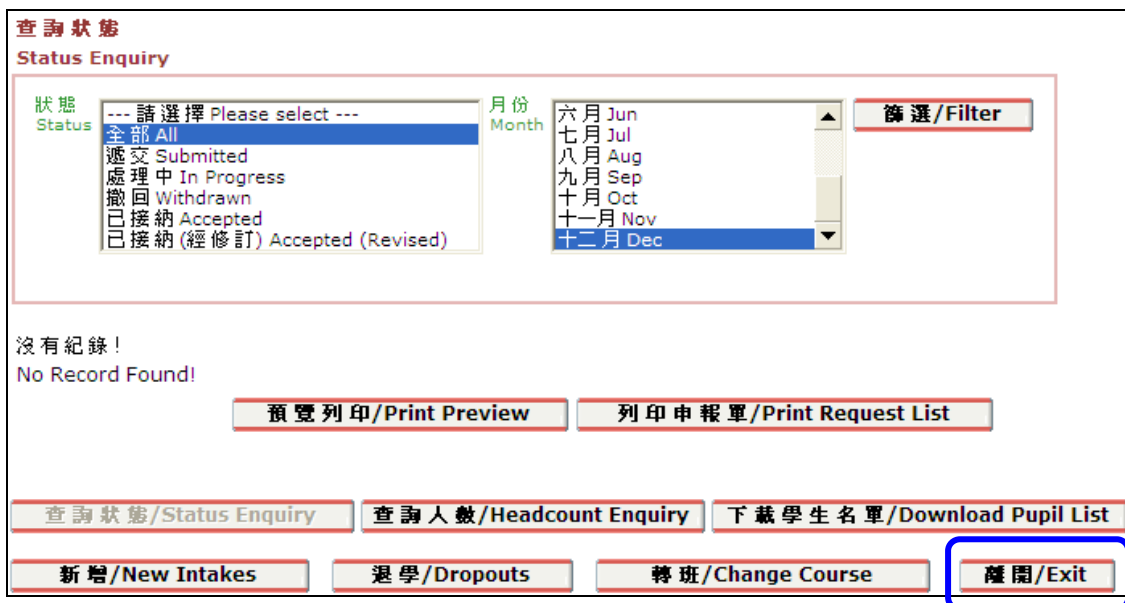 查詢狀態
Status Enquiry
狀態
Status
--- 請選擇 Please select ---
全部 All
遞交 Submitted
處理中 In Progress
撤回 Withdrawn
已接納 Accepted
已接納 (經修訂) Accepted (Revised)
月份
Month
六月 Jun
七月 Jul
八月 Aug
九月 Sep
十月 Oct
十一月 Nov
十二月 Dec
篩選/Filter
沒有紀錄!
No Record Found!
預覽列印/Print Preview
列印申報單/Print Request List
查詢狀態/Status Enquiry
查詢人數/Headcount Enquiry
下載學生名單/Download Pupil List
新增/New Intakes
退學/Dropouts
轉班/Change Course
離開/Exit